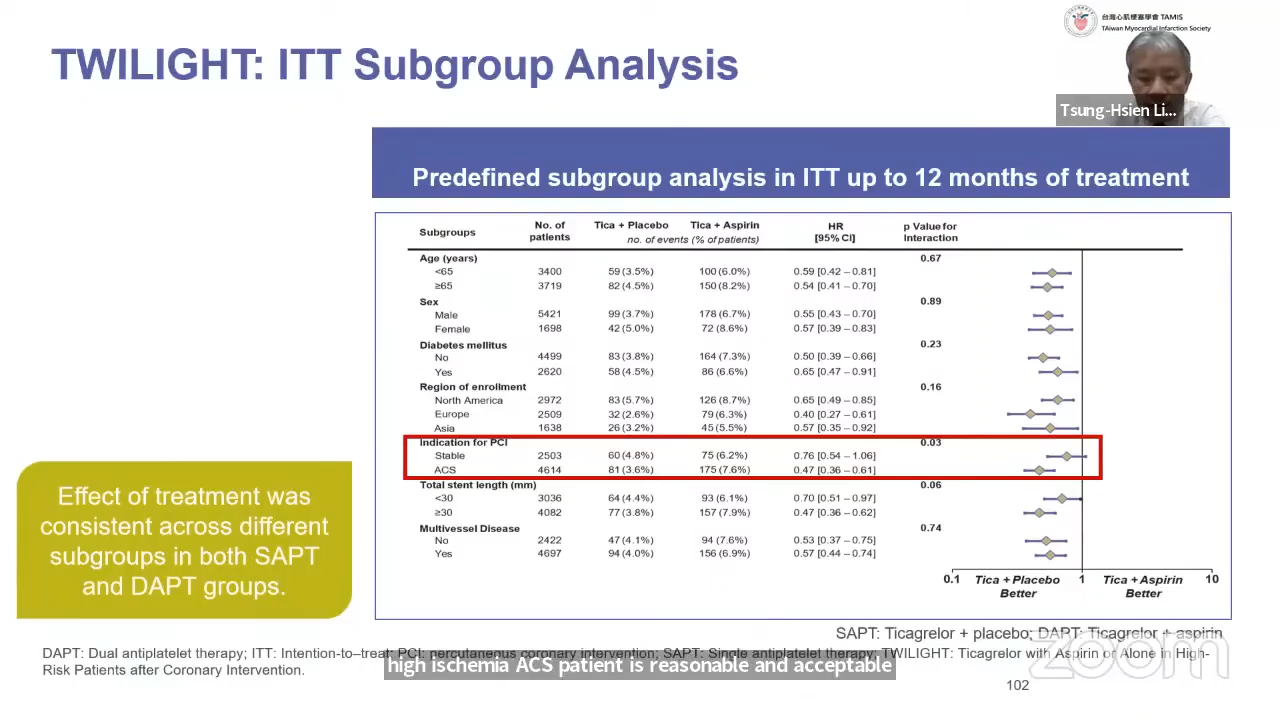 台灣心肌梗塞學會 TAMIS
TAiwan Myocardial Infarction Society
TWILIGHT: ITT Subgroup Analysis
Tsung-Hsien Li...
Predefined subgroup analysis in ITT up to 12 months of treatment
Subgroups No. of patients Tica + Placebo Tica + Aspirin HR [95% CI] p Value for Interaction
no. of events (% of patients)
Age (years) 0.67
<65 3400 59 (3.5%) 100 (6.0%) 0.59 [0.42 – 0.81]
≥65 3719 82 (4.5%) 150 (8.2%) 0.54 [0.41 – 0.70]
Sex 0.89
Male 5421 99 (3.7%) 178 (6.7%) 0.55 [0.43 – 0.70]
Female 1698 42 (5.0%) 72 (8.6%) 0.57 [0.39 – 0.83]
Diabetes mellitus 0.23
No 4499 83 (3.8%) 164 (7.3%) 0.50 [0.39 – 0.66]
Yes 2620 58 (4.5%) 86 (6.6%) 0.65 [0.47 – 0.91]
Region of enrollment 0.16
North America 2972 83 (5.7%) 126 (8.7%) 0.65 [0.49 – 0.85]
Europe 2509 32 (2.6%) 79 (6.3%) 0.40 [0.27 – 0.61]
Asia 1638 26 (3.2%) 45 (5.5%) 0.57 [0.35 – 0.92]
Indication for PCI 0.03
Stable 2503 60 (4.8%) 75 (6.2%) 0.76 [0.54 – 1.06]
ACS 4614 81 (3.6%) 175 (7.6%) 0.47 [0.36 – 0.61]
Total stent length (mm) 0.06
<30 3036 64 (4.4%) 93 (6.1%) 0.70 [0.51 – 0.97]
≥30 4082 77 (3.8%) 157 (7.9%) 0.47 [0.36 – 0.62]
Multivessel Disease 0.74
No 2422 47 (4.1%) 94 (7.6%) 0.53 [0.37 – 0.75]
Yes 4697 94 (4.0%) 156 (6.9%) 0.57 [0.44 – 0.74]
0.1 Tica + Placebo Better 1 Tica + Aspirin Better 10
Effect of treatment was
consistent across different
subgroups in both SAPT
and DAPT groups.
SAPT: Ticagrelor + placebo; DAPT: Ticagrelor + aspirin
DAPT: Dual antiplatelet therapy; ITT: Intention-to–treat; PCI: percutaneous coronary intervention; SAPT: Single antiplatelet therapy; TWILIGHT: Ticagrelor with Aspirin or Alone in High-
Risk Patients after Coronary Intervention.
high ischemia ACS patient is reasonable and acceptable
zoom
102